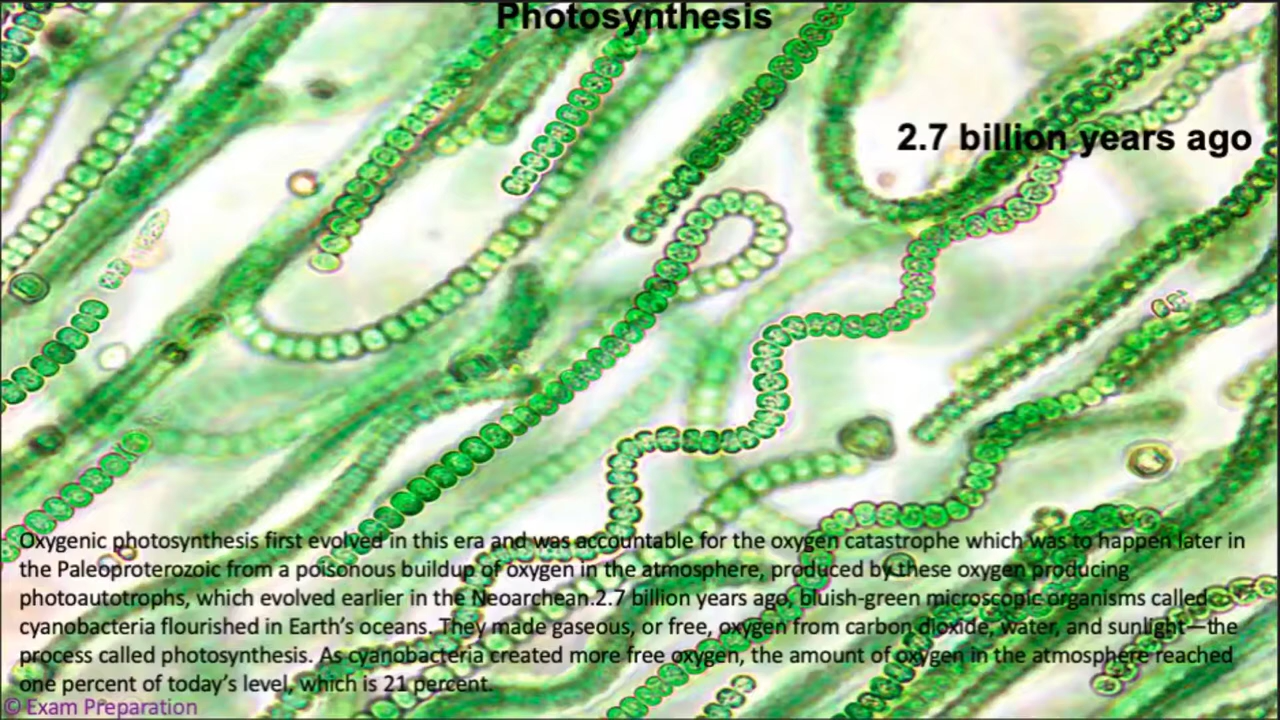 Photosynthesis
2.7 billion years ago
Oxygenic photosynthesis first evolved in this era and was accountable for the oxygen catastrophe which was to happen later in
the Paleoproterozoic from a poisonous buildup of oxygen in the atmosphere, produced by these oxygen producing
photoautotrophs, which evolved earlier in the Neoarchean.2.7 billion years ago, bluish-green microscopic organisms called
cyanobacteria flourished in Earth’s oceans. They made gaseous, or free, oxygen from carbon dioxide, water, and sunlight—the
process called photosynthesis. As cyanobacteria created more free oxygen, the amount of oxygen in the atmosphere reached
one percent of today’s level, which is 21 percent.
© Exam Preparation